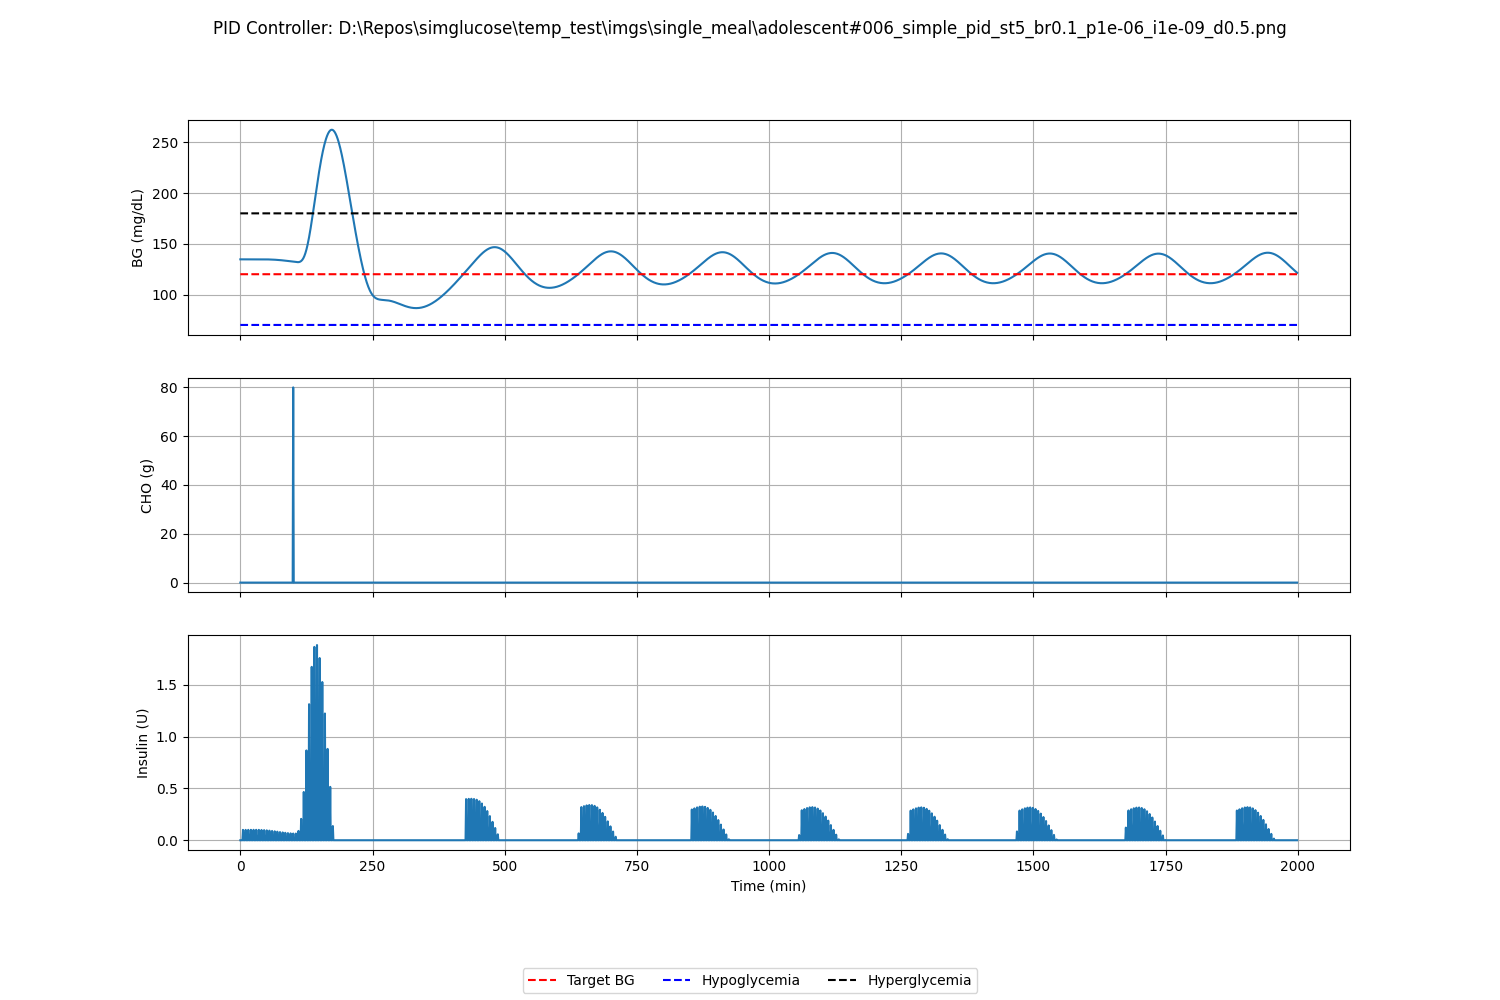 PID Controller: D:\Repos\simglucose\temp_test\imgs\single_meal\adolescent#006_simple_pid_st5_br0.1_p1e-06_i1e-09_d0.5.png
250
200
150
100
BG (mg/dL)
80
60
40
20
0
CHO (g)
1.5
1.0
0.5
0.0
Insulin (U)
0 250 500 750 1000 1250 1500 1750 2000
Time (min)
Target BG Hypoglycemia Hyperglycemia